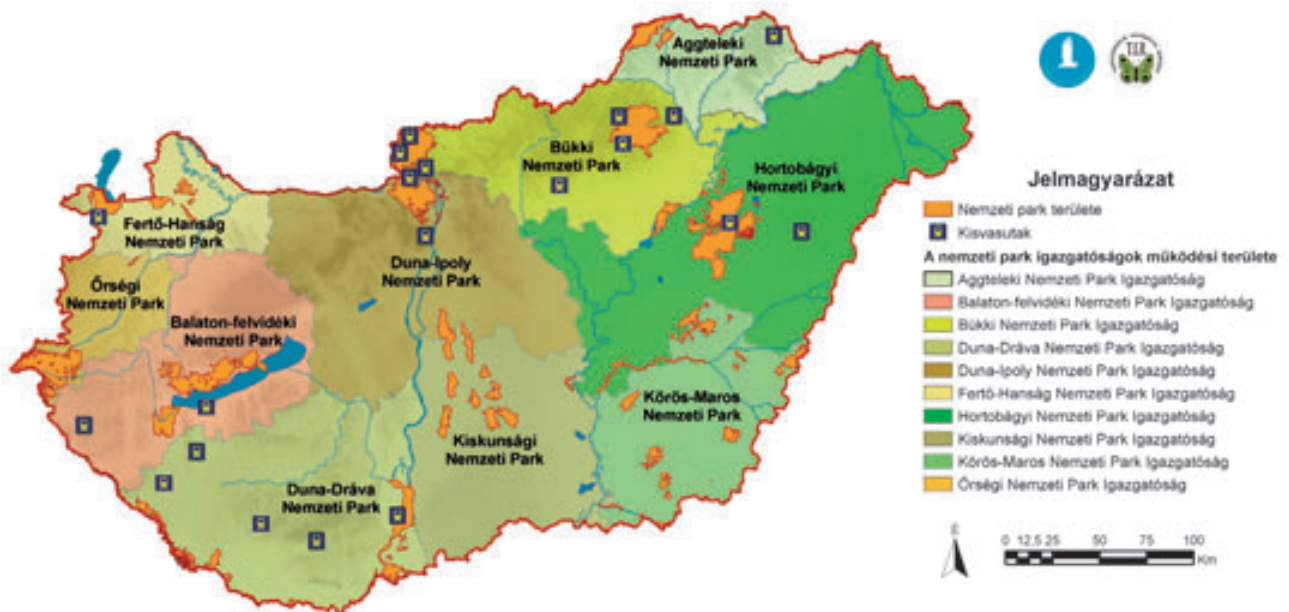 Aggteleki
Nemzeti Park
Bükki
Nemzeti Park
Hortobágyi
Nemzeti Park
Fertő-Hanság
Nemzeti Park
Duna-Ipoly
Nemzeti Park
Őrségi
Nemzeti Park
Balaton-felvidéki
Nemzeti Park
Körös-Maros
Nemzeti Park
Kiskunsági
Nemzeti Park
Duna-Dráva
Nemzeti Park
T.I.R.
Jelmagyarázat
Nemzeti park területe
Kisvasutak
A nemzeti park igazgatóságok működési területe
Aggteleki Nemzeti Park Igazgatóság
Balaton-felvidéki Nemzeti Park Igazgatóság
Bükki Nemzeti Park Igazgatóság
Duna-Dráva Nemzeti Park Igazgatóság
Duna-Ipoly Nemzeti Park Igazgatóság
Fertő-Hanság Nemzeti Park Igazgatóság
Hortobágyi Nemzeti Park Igazgatóság
Kiskunsági Nemzeti Park Igazgatóság
Körös-Maros Nemzeti Park Igazgatóság
Őrségi Nemzeti Park Igazgatóság
É
0 12,5 25 50 75 100
Km